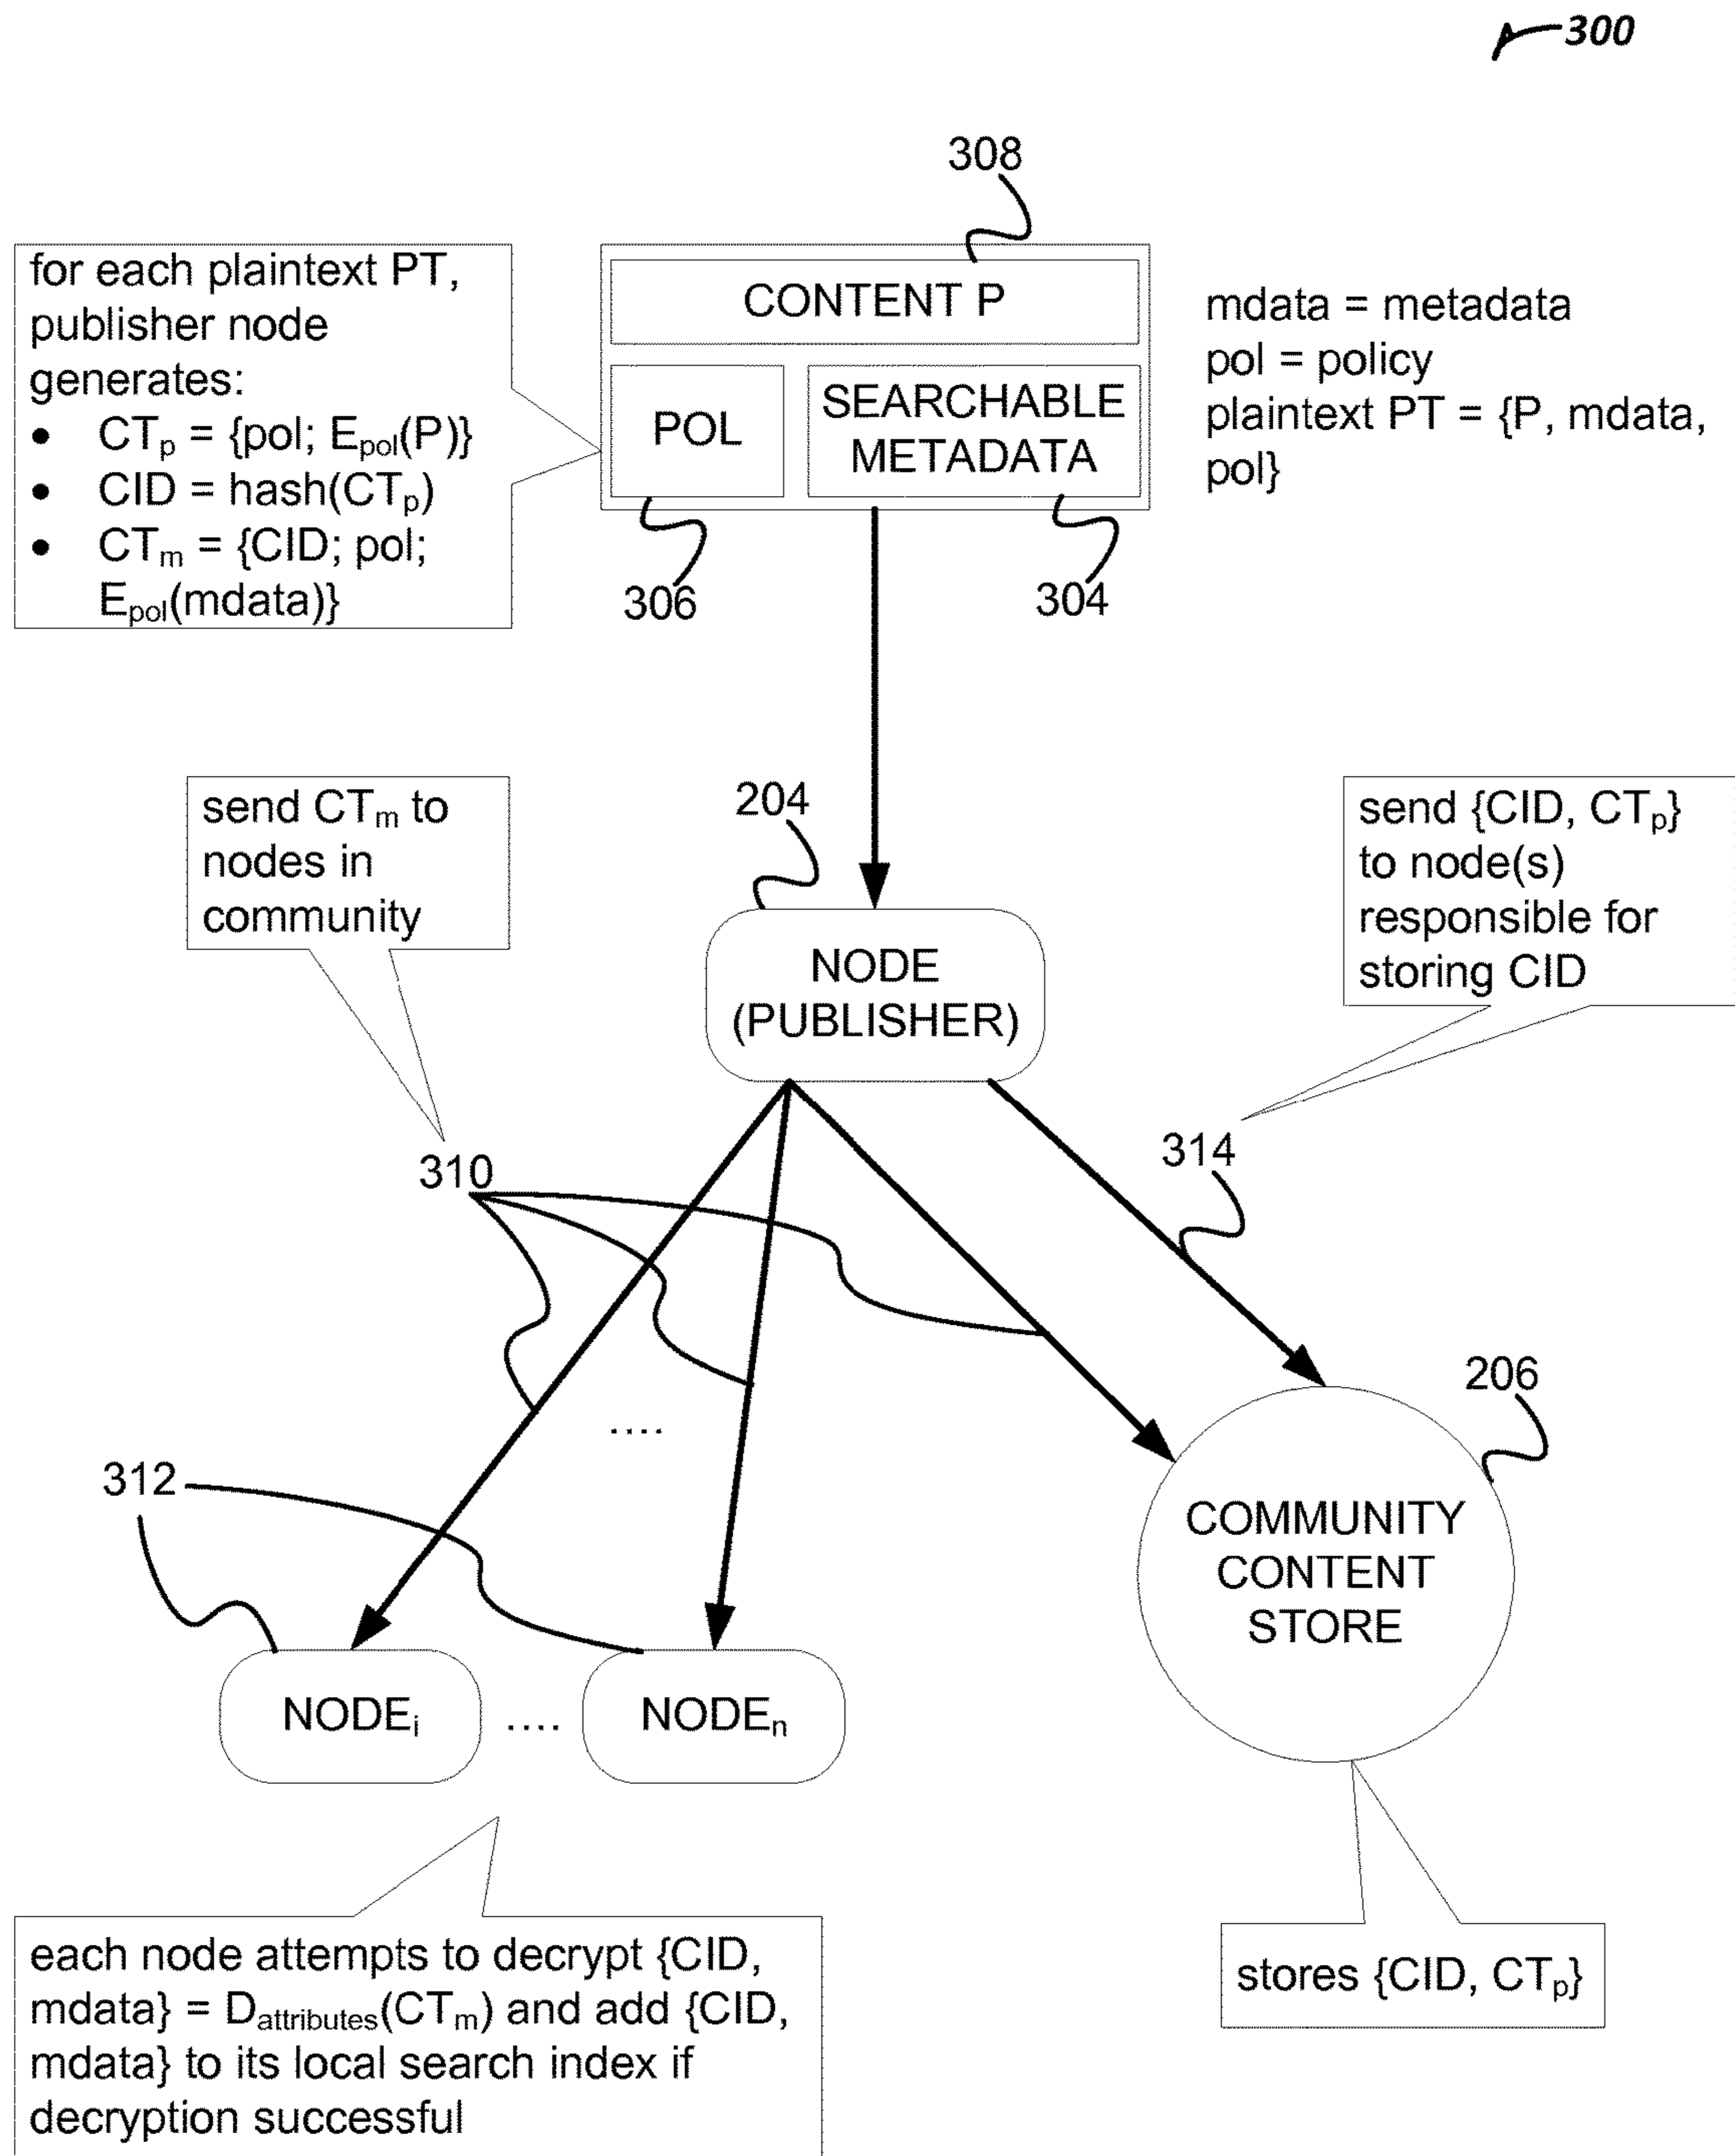 300
308
for each plaintext PT,
publisher node
generates:
• CTp = {pol; Epol(P)}
• CID = hash(CTp)
• CTm = {CID; pol;
Epol(mdata)}
CONTENT P
POL
SEARCHABLE
METADATA
mdata = metadata
pol = policy
plaintext PT = {P, mdata,
pol}
306
304
send CTm to
nodes in
community
204
send {CID, CTp}
to node(s)
responsible for
storing CID
NODE
(PUBLISHER)
310
314
206
....
312
COMMUNITY
CONTENT
STORE
NODEi
....
NODEn
each node attempts to decrypt {CID,
mdata} = Dattributes(CTm) and add {CID,
mdata} to its local search index if
decryption successful
stores {CID, CTp}